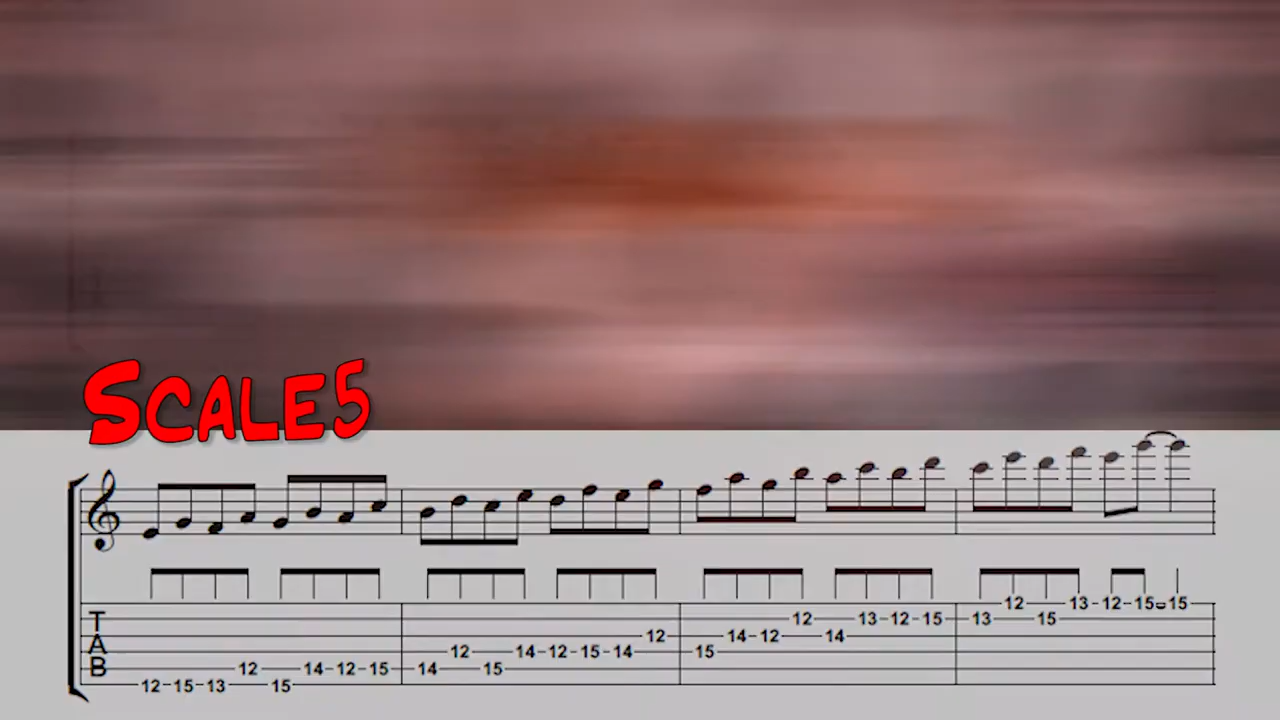 SCALE5
T
A
B
12 13 12 15 15
12 13 12 15 13 15
12 14 12 14
12 14 12 15 14 15
12 14 12 15 14 15
12 15 13 15